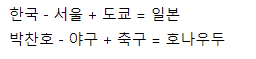 한국 - 서울 + 도쿄 = 일본
박찬호 - 야구 + 축구 = 호나우두